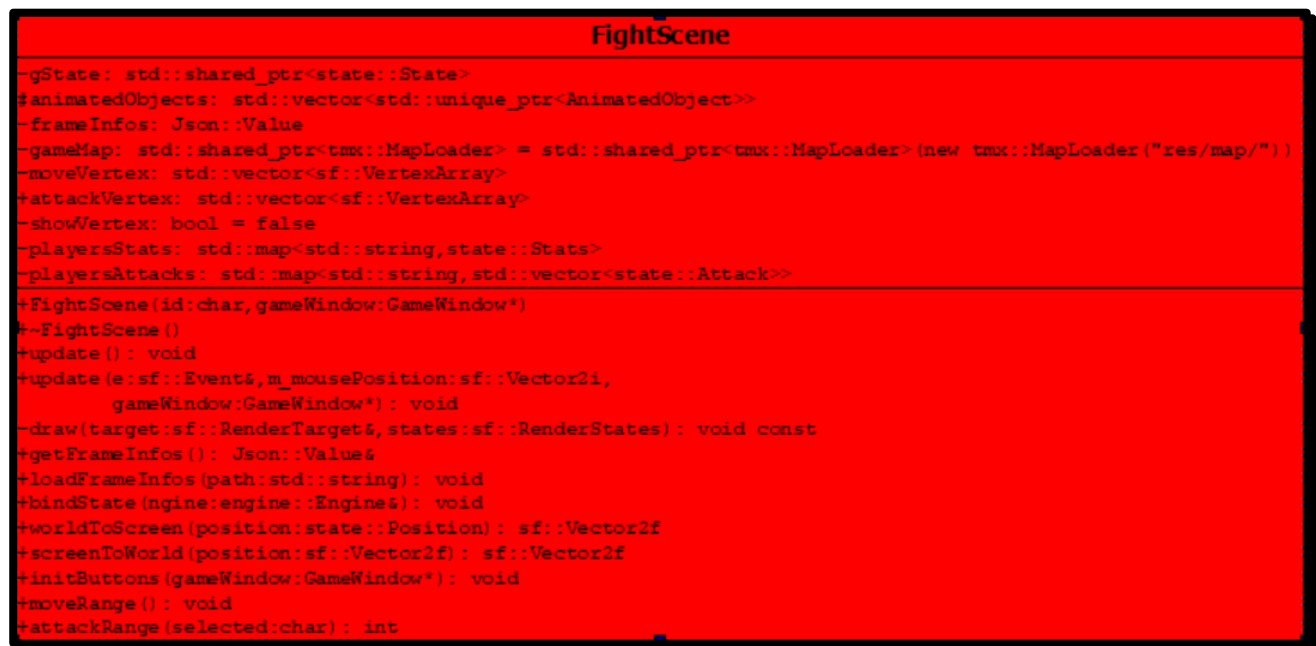 FightScene
-gState: std::shared_ptr<state::State>
#animatedObjects: std::vector<std::unique_ptr<AnimatedObject>>
-frameInfos: Json::Value
-gameMap: std::shared_ptr<tmx::MapLoader> = std::shared_ptr<tmx::MapLoader>(new tmx::MapLoader("res/map/"))
-moveVertex: std::vector<sf::VertexArray>
+attackVertex: std::vector<sf::VertexArray>
-showVertex: bool = false
-playersStats: std::map<std::string,state::Stats>
-playersAttacks: std::map<std::string,std::vector<state::Attack>>
+FightScene(id:char,gameWindow:GameWindow*)
+~FightScene()
+update(): void
+update(e:sf::Event&,m_mousePosition:sf::Vector2i,
gameWindow:GameWindow*): void
-draw(target:sf::RenderTarget&,states:sf::RenderStates): void const
+getFrameInfos(): Json::Value&
+loadFrameInfos(path:std::string): void
+bindState(ngine:engine::Engine&): void
+worldToScreen(position:state::Position): sf::Vector2f
+screenToWorld(position:sf::Vector2f): sf::Vector2f
+initButtons(gameWindow:GameWindow*): void
+moveRange(): void
+attackRange(selected:char): int